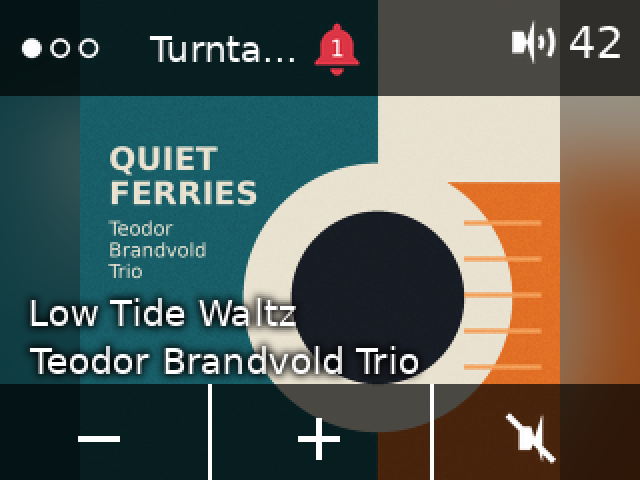 Turnta...
1
42
QUIET
FERRIES
Teodor
Brandvold
Trio
Low Tide Waltz
Teodor Brandvold Trio